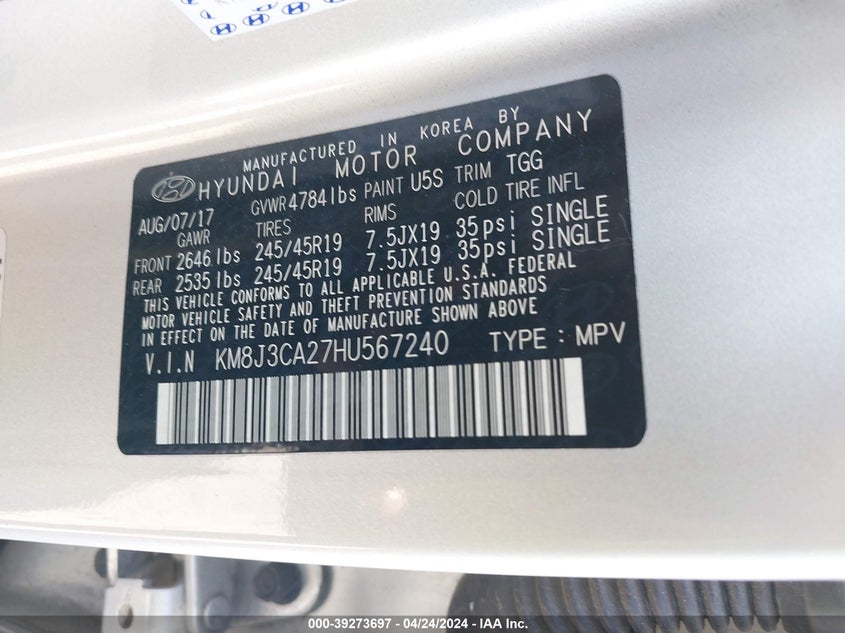 MANUFACTURED IN KOREA BY
HYUNDAI MOTOR COMPANY
AUG/07/17 GVWR 4784 lbs PAINT U5S TRIM TGG
GAWR TIRES RIMS COLD TIRE INFL
FRONT 2646 lbs 245/45R19 7.5JX19 35psi SINGLE
REAR 2535 lbs 245/45R19 7.5JX19 35psi SINGLE
THIS VEHICLE CONFORMS TO ALL APPLICABLE U.S.A. FEDERAL
MOTOR VEHICLE SAFETY AND THEFT PREVENTION STANDARDS
IN EFFECT ON THE DATE OF MANUFACTURE SHOWN ABOVE
V.I.N KM8J3CA27HU567240 TYPE : MPV
000-39273697 - 04/24/2024 - IAA Inc.